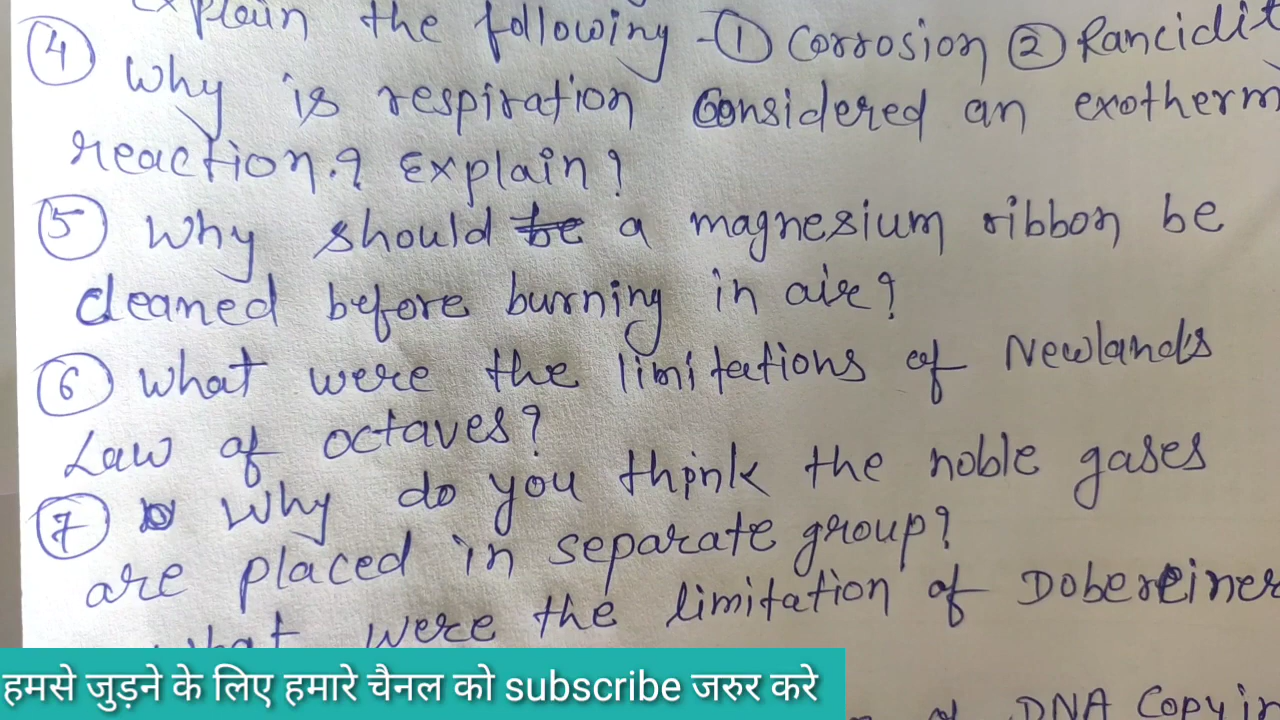 Explain the following - ① Corrosion ② Rancidit
④ Why is respiration Considered an exotherm
reaction.? Explain?
⑤ Why should be a magnesium ribbon be
cleaned before burning in air?
⑥ What were the limitations of Newlands
Law of octaves?
⑦ Why do you think the noble gases
are placed in separate group?
What were the limitation of Dobereiner
DNA Copyin
हमसे जुड़ने के लिए हमारे चैनल को subscribe जरुर करे